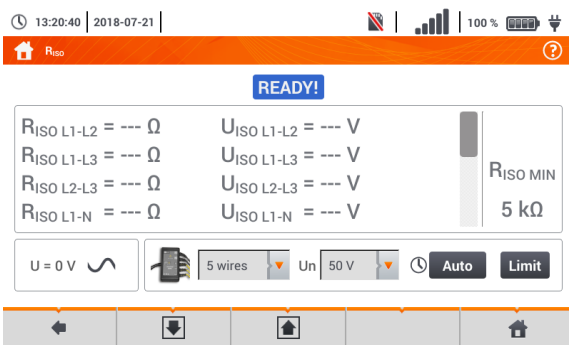 13:20:40 2018-07-21 100 %
RISO ?
READY!
RISO L1-L2 = --- Ω UISO L1-L2 = --- V
RISO L1-L3 = --- Ω UISO L1-L3 = --- V
RISO L2-L3 = --- Ω UISO L2-L3 = --- V
RISO L1-N = --- Ω UISO L1-N = --- V
RISO MIN
5 kΩ
U = 0 V 5 wires Un 50 V Auto Limit